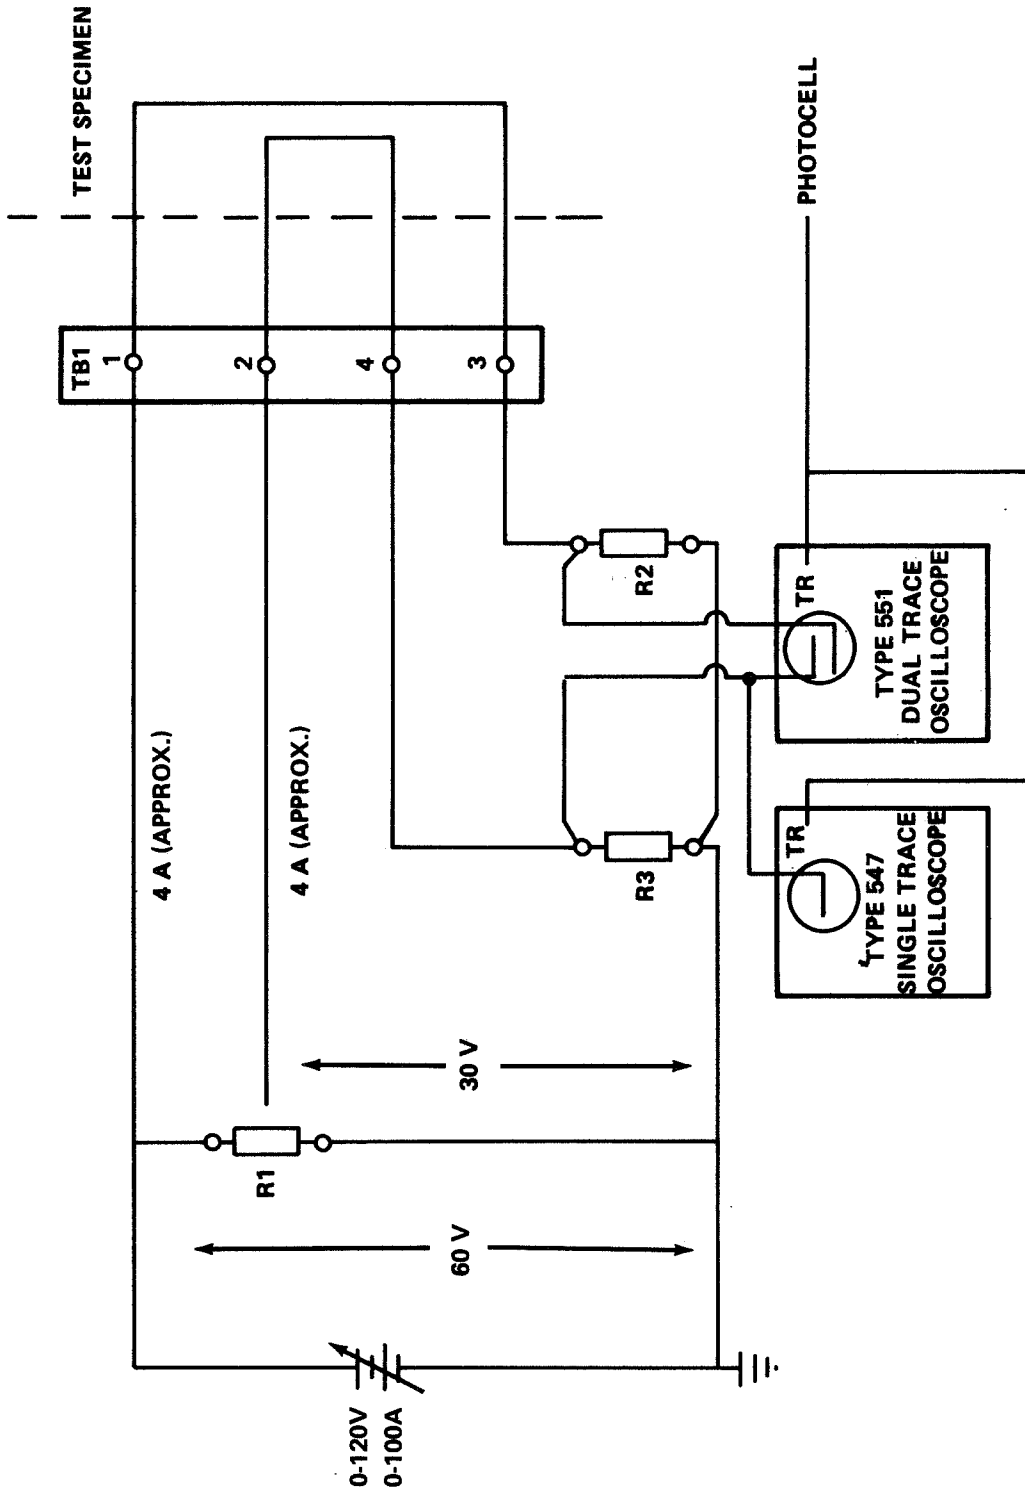 TEST SPECIMEN
TB1
1
2
4
3
PHOTOCELL
4 A (APPROX.)
4 A (APPROX.)
R2
R3
TR
TYPE 551
DUAL TRACE
OSCILLOSCOPE
TR
TYPE 547
SINGLE TRACE
OSCILLOSCOPE
30 V
R1
60 V
0-120V
0-100A